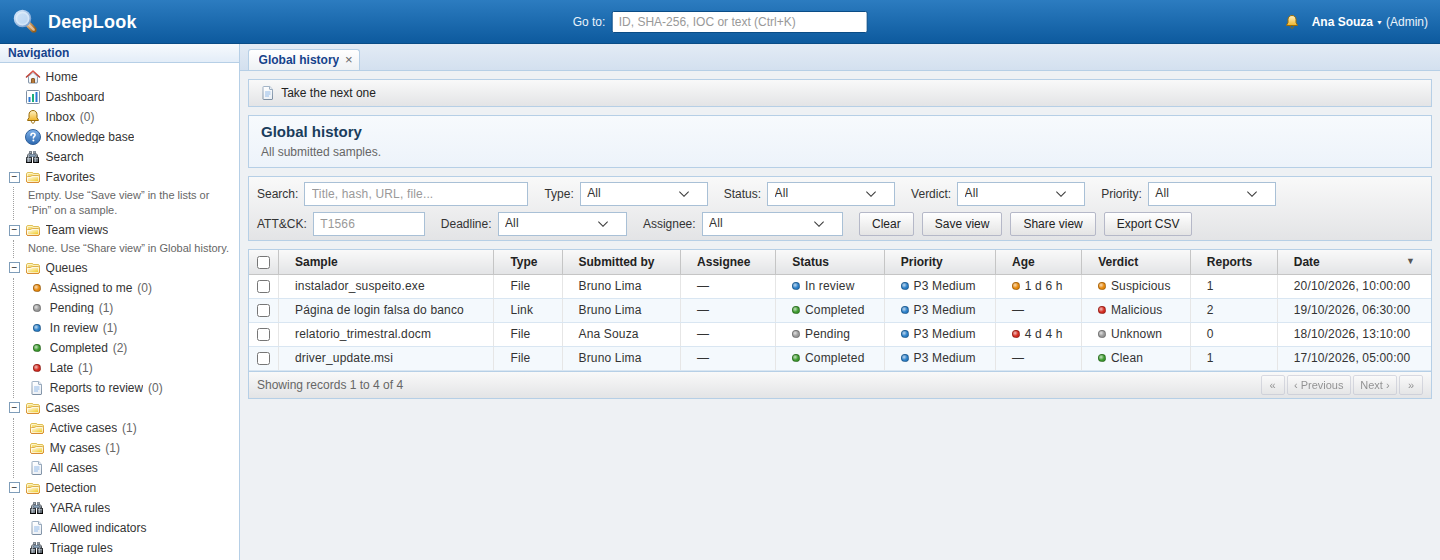 DeepLook
Go to: ID, SHA-256, IOC or text (Ctrl+K)
Ana Souza (Admin)
Navigation
Home
Dashboard
Inbox (0)
Knowledge base
Search
Favorites
Empty. Use “Save view” in the lists or
“Pin” on a sample.
Team views
None. Use “Share view” in Global history.
Queues
Assigned to me (0)
Pending (1)
In review (1)
Completed (2)
Late (1)
Reports to review (0)
Cases
Active cases (1)
My cases (1)
All cases
Detection
YARA rules
Allowed indicators
Triage rules
Global history ×
Take the next one
Global history
All submitted samples.
Search: Title, hash, URL, file... Type: All Status: All Verdict: All Priority: All
ATT&CK: T1566 Deadline: All Assignee: All Clear Save view Share view Export CSV
Sample Type Submitted by Assignee Status Priority Age Verdict Reports Date ▼
instalador_suspeito.exe File Bruno Lima — In review P3 Medium 1 d 6 h Suspicious 1 20/10/2026, 10:00:00
Página de login falsa do banco Link Bruno Lima — Completed P3 Medium — Malicious 2 19/10/2026, 06:30:00
relatorio_trimestral.docm File Ana Souza — Pending P3 Medium 4 d 4 h Unknown 0 18/10/2026, 13:10:00
driver_update.msi File Bruno Lima — Completed P3 Medium — Clean 1 17/10/2026, 05:00:00
Showing records 1 to 4 of 4 « ‹ Previous Next › »